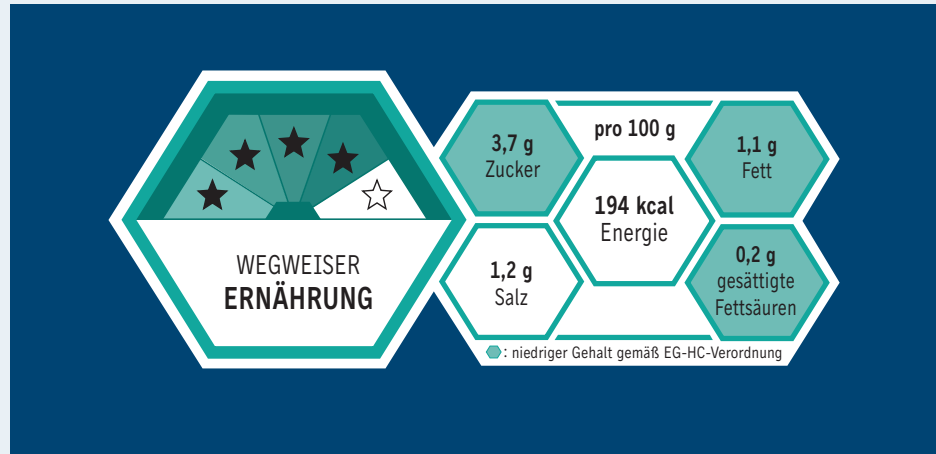 WEGWEISER
ERNÄHRUNG
3,7 g
Zucker
pro 100 g
1,1 g
Fett
194 kcal
Energie
1,2 g
Salz
0,2 g
gesättigte
Fettsäuren
: niedriger Gehalt gemäß EG-HC-Verordnung